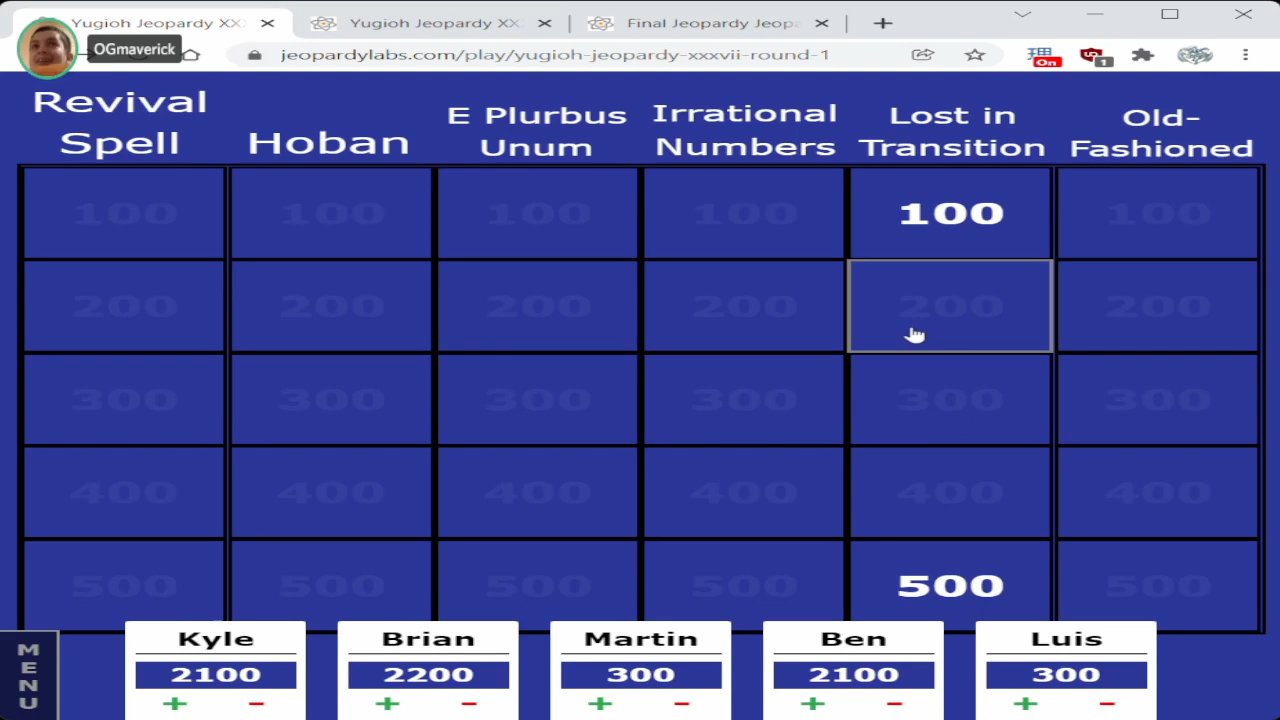 Yugioh Jeopardy XX
Yugioh Jeopardy XX
Final Jeopardy Jeop
OGmaverick
jeopardylabs.com/play/yugioh-jeopardy-xxxvii-round-1
理
On
1
Revival Spell
Hoban
E Plurbus Unum
Irrational Numbers
Lost in Transition
Old-Fashioned
100 100 100 100 100 100
200 200 200 200 200 200
300 300 300 300 300 300
400 400 400 400 400 400
500 500 500 500 500 500
MENU
Kyle Brian Martin Ben Luis
2100 2200 300 2100 300
+ - + - + - + - + -